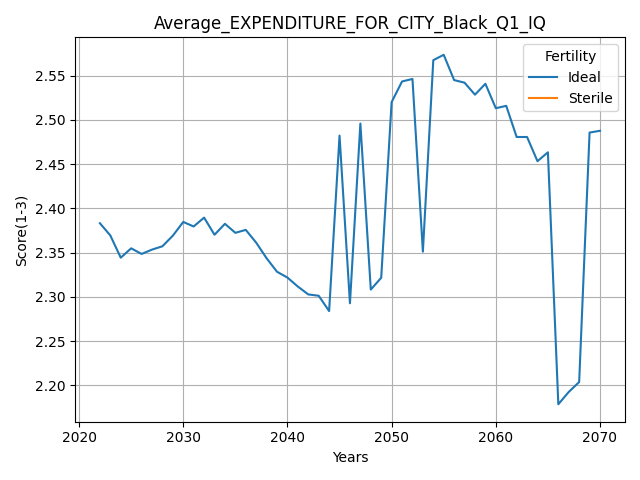 Average_EXPENDITURE_FOR_CITY_Black_Q1_IQ
Fertility
Ideal
Sterile
Score(1-3)
2.55
2.50
2.45
2.40
2.35
2.30
2.25
2.20
2020 2030 2040 2050 2060 2070
Years